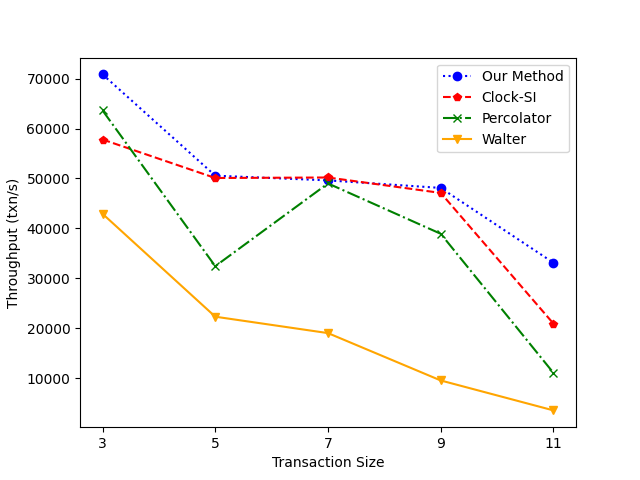 Our Method
Clock-SI
Percolator
Walter
Throughput (txn/s)
70000
60000
50000
40000
30000
20000
10000
3 5 7 9 11
Transaction Size